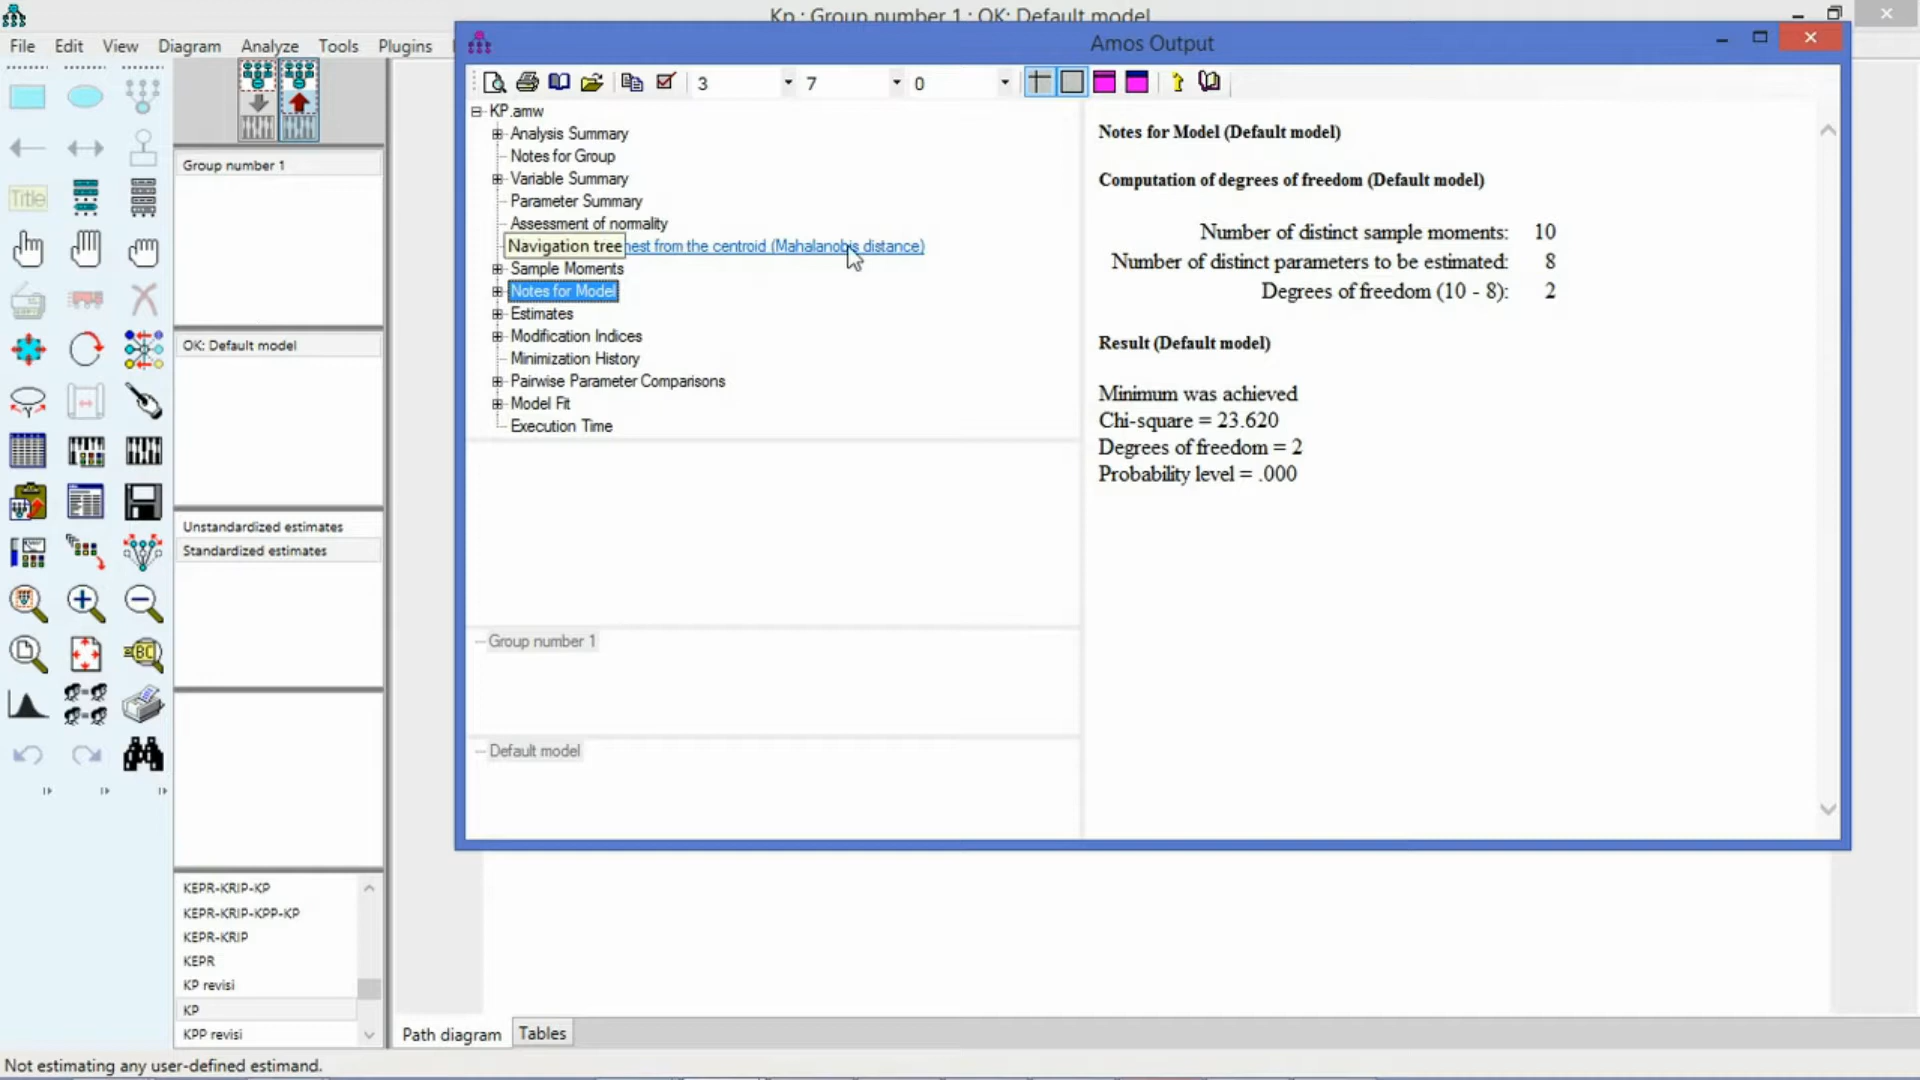 Kp : Group number 1 : OK: Default model
File Edit View Diagram Analyze Tools Plugins
Amos Output
3 7 0
Title
ABC
Group number 1
OK: Default model
Unstandardized estimates
Standardized estimates
KEPR-KRIP-KP
KEPR-KRIP-KPP-KP
KEPR-KRIP
KEPR
KP revisi
KP
KPP revisi
KP.amw
Analysis Summary
Notes for Group
Variable Summary
Parameter Summary
Assessment of normality
Navigation tree hest from the centroid (Mahalanobis distance)
Sample Moments
Notes for Model
Estimates
Modification Indices
Minimization History
Pairwise Parameter Comparisons
Model Fit
Execution Time
Group number 1
Default model
Notes for Model (Default model)
Computation of degrees of freedom (Default model)
Number of distinct sample moments: 10
Number of distinct parameters to be estimated: 8
Degrees of freedom (10 - 8): 2
Result (Default model)
Minimum was achieved
Chi-square = 23.620
Degrees of freedom = 2
Probability level = .000
Path diagram Tables
Not estimating any user-defined estimand.